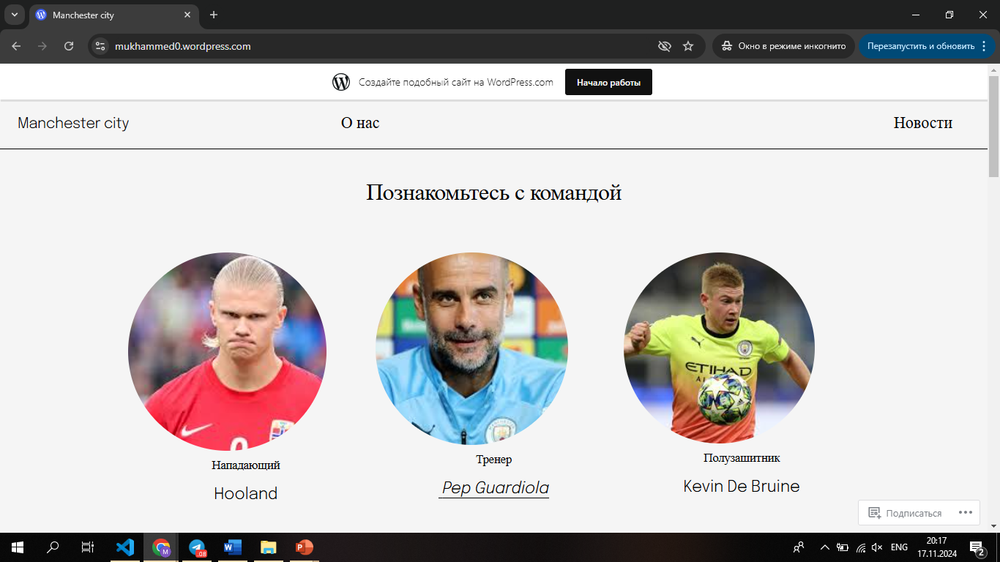 Manchester city
mukhammed0.wordpress.com
Окно в режиме инкогнито
Перезапустить и обновить
Создайте подобный сайт на WordPress.com
Начало работы
Manchester city
О нас
Новости
Познакомьтесь с командой
ETIHAD
Нападающий
Тренер
Полузашитник
Hooland
Pep Guardiola
Kevin De Bruine
Подписаться
ENG
20:17
17.11.2024